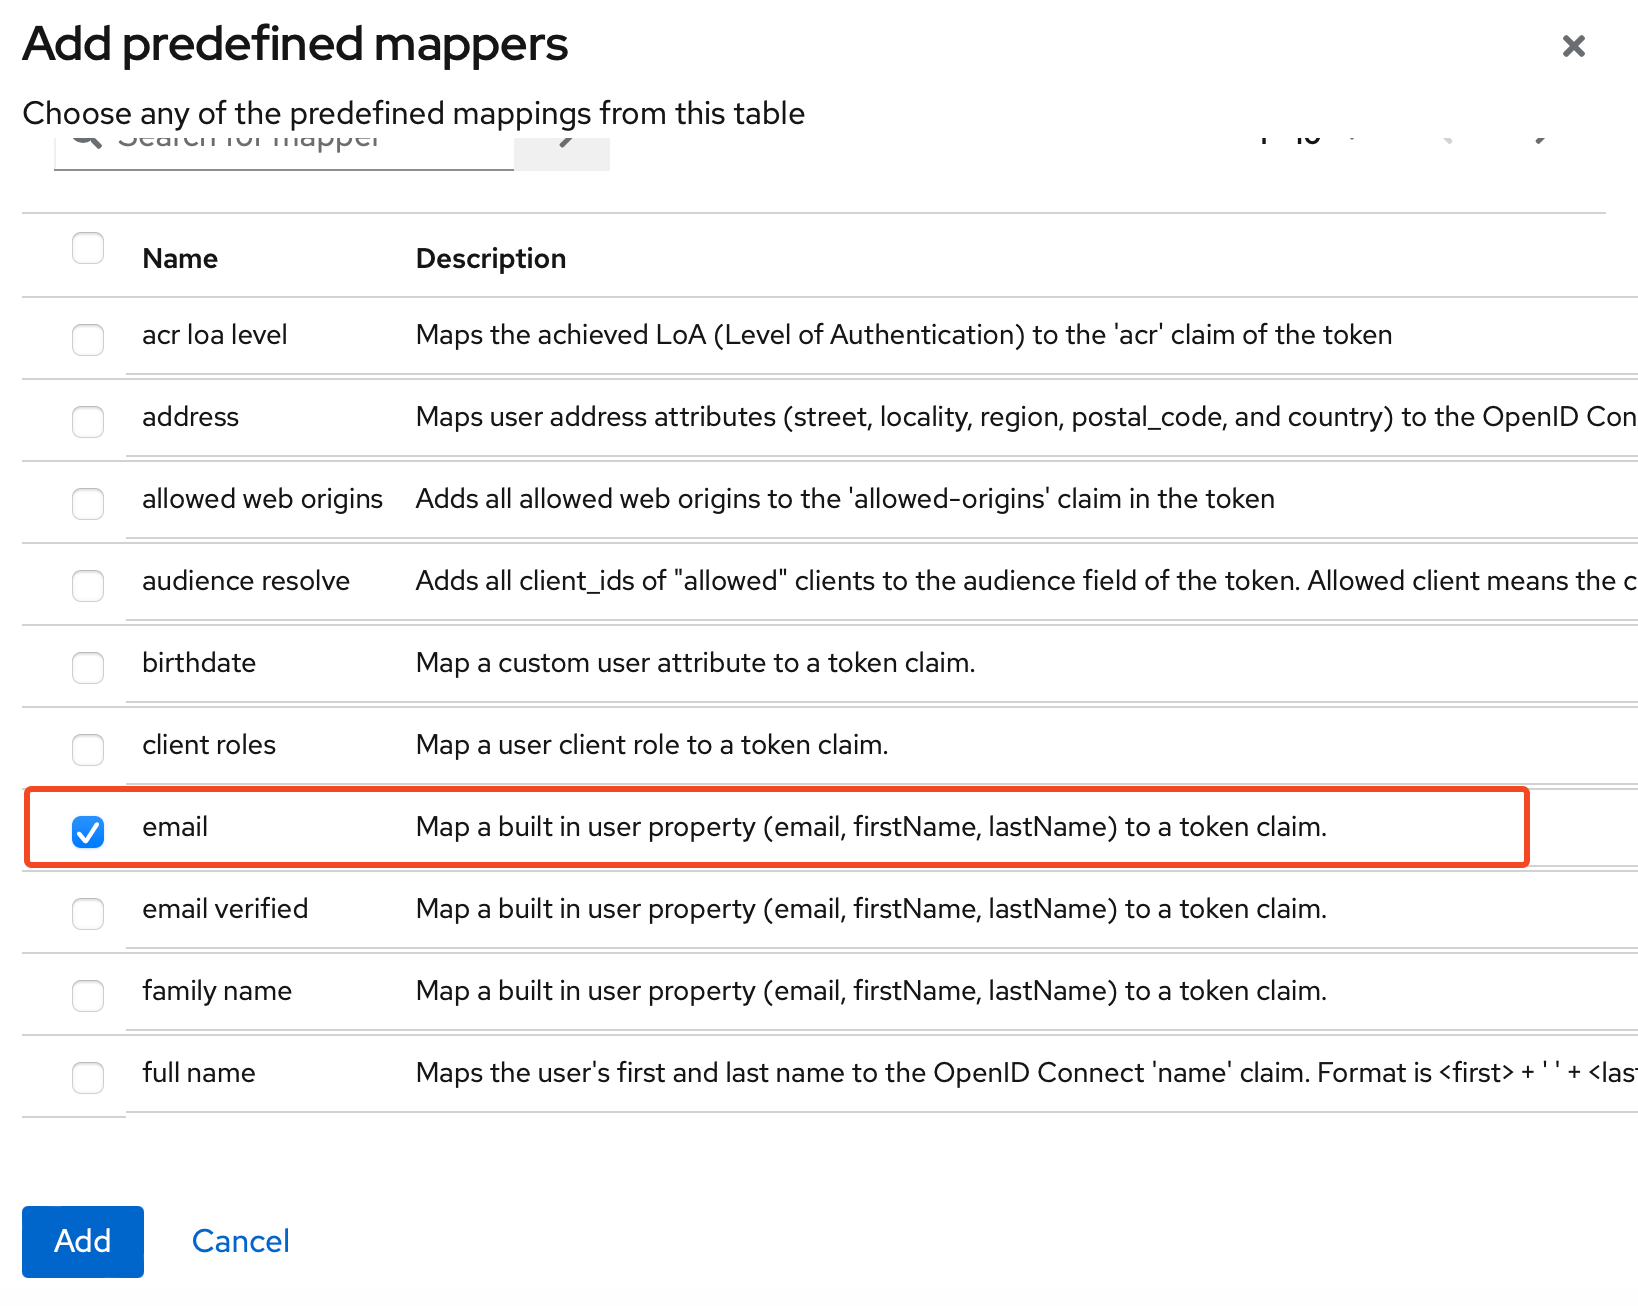 Add predefined mappers
Choose any of the predefined mappings from this table
Search for mapper
Name Description
acr loa level Maps the achieved LoA (Level of Authentication) to the 'acr' claim of the token
address Maps user address attributes (street, locality, region, postal_code, and country) to the OpenID Con
allowed web origins Adds all allowed web origins to the 'allowed-origins' claim in the token
audience resolve Adds all client_ids of "allowed" clients to the audience field of the token. Allowed client means the c
birthdate Map a custom user attribute to a token claim.
client roles Map a user client role to a token claim.
email Map a built in user property (email, firstName, lastName) to a token claim.
email verified Map a built in user property (email, firstName, lastName) to a token claim.
family name Map a built in user property (email, firstName, lastName) to a token claim.
full name Maps the user's first and last name to the OpenID Connect 'name' claim. Format is <first> + ' ' + <las
Add Cancel